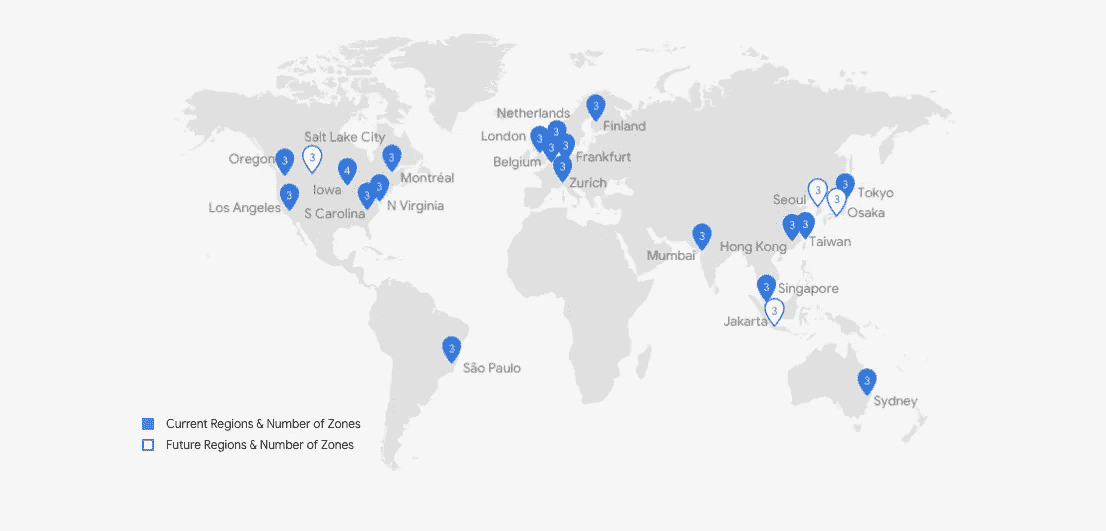 3
Netherlands
3
London
3
Finland
Salt Lake City
3
3
Belgium
3
Frankfurt
Oregon
3
3
3
Montréal
3
Zurich
4
Iowa
3
N Virginia
3
S Carolina
Los Angeles
3
Seoul
3
3
Tokyo
3
Osaka
Mumbai
3
Hong Kong
3
3
Taiwan
3
Singapore
Jakarta
3
3
São Paulo
3
Sydney
Current Regions & Number of Zones
Future Regions & Number of Zones